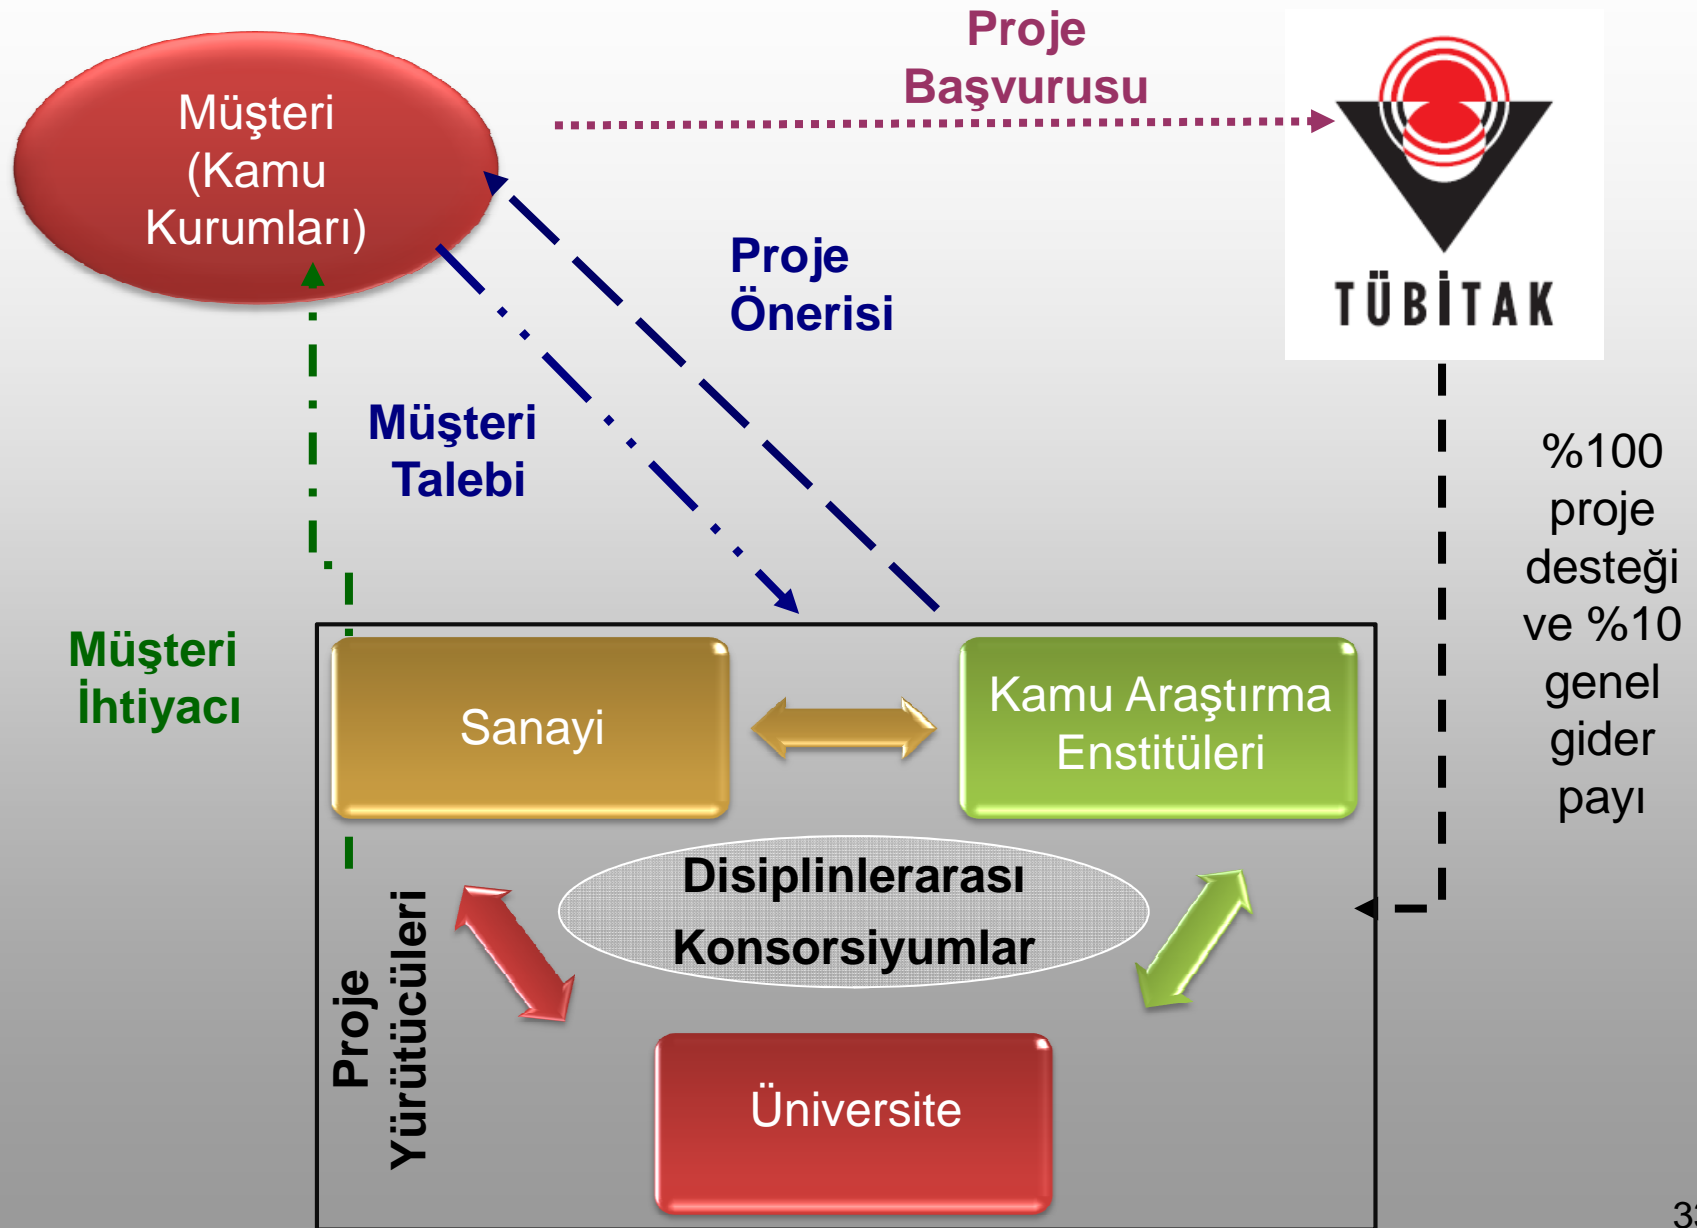 Proje
Başvurusu
Müşteri
(Kamu
Kurumları)
TÜBİTAK
Proje
Önerisi
Müşteri
Talebi
%100
proje
desteği
ve %10
genel
gider
payı
Müşteri
İhtiyacı
Sanayi
Kamu Araştırma
Enstitüleri
Disiplinlerarası
Konsorsiyumlar
Proje
Yürütücüleri
Üniversite